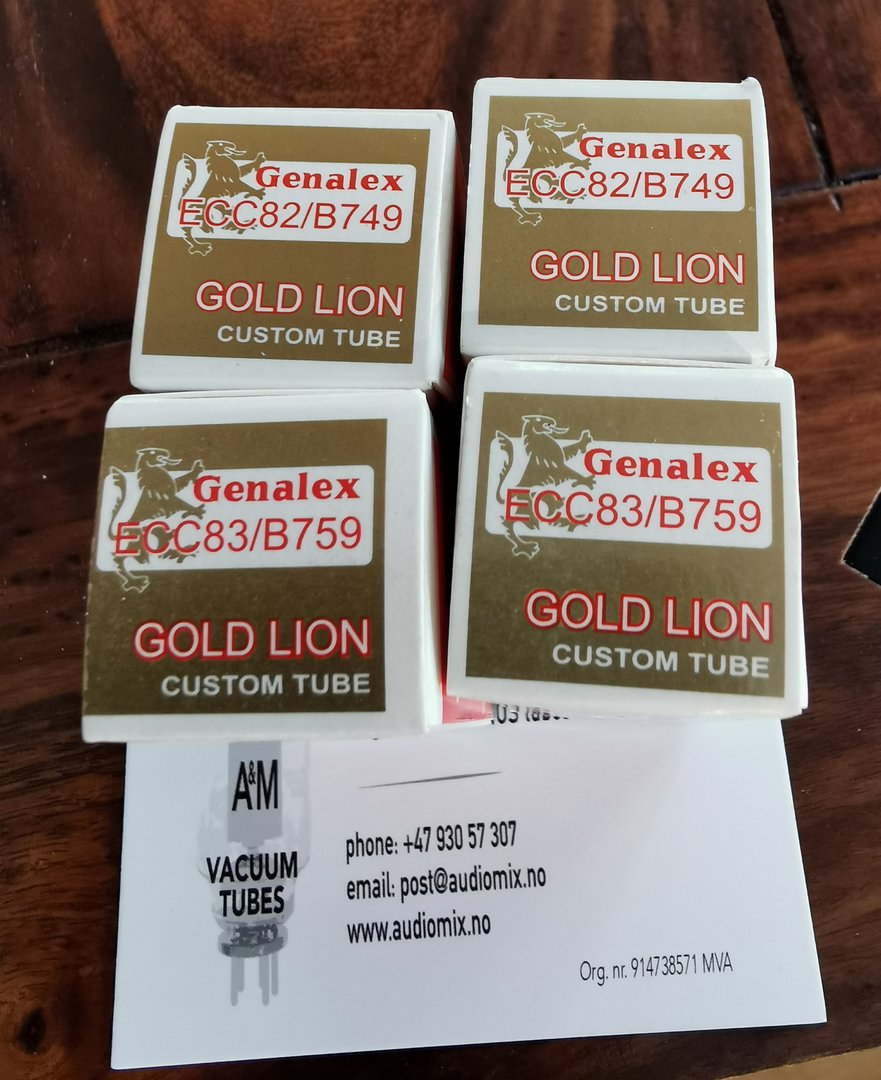 Genalex
ECC82/B749
GOLD LION
CUSTOM TUBE
Genalex
ECC82/B749
GOLD LION
CUSTOM TUBE
Genalex
ECC83/B759
GOLD LION
CUSTOM TUBE
Genalex
ECC83/B759
GOLD LION
CUSTOM TUBE
A&M
VACUUM
TUBES
phone: +47 930 57 307
email: post@audiomix.no
www.audiomix.no
Org. nr. 914738571 MVA